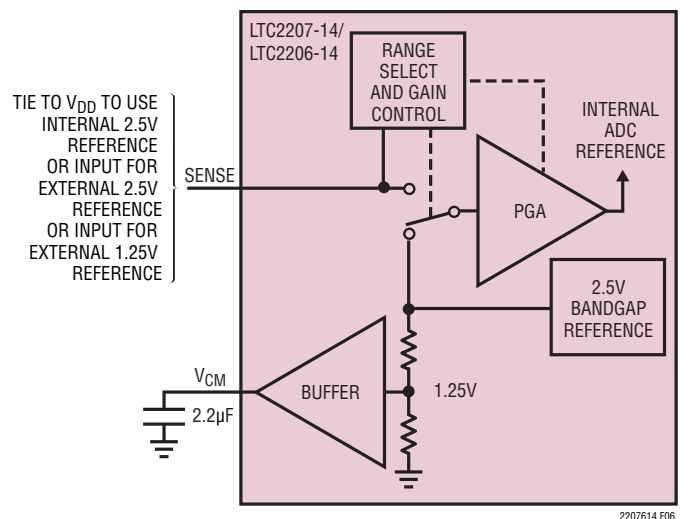 LTC2207-14/
LTC2206-14
RANGE
SELECT
AND GAIN
CONTROL
TIE TO VDD TO USE
INTERNAL 2.5V
REFERENCE
OR INPUT FOR
EXTERNAL 2.5V
REFERENCE
OR INPUT FOR
EXTERNAL 1.25V
REFERENCE
SENSE
INTERNAL
ADC
REFERENCE
PGA
2.5V
BANDGAP
REFERENCE
VCM
BUFFER
1.25V
2.2µF
2207614 F06